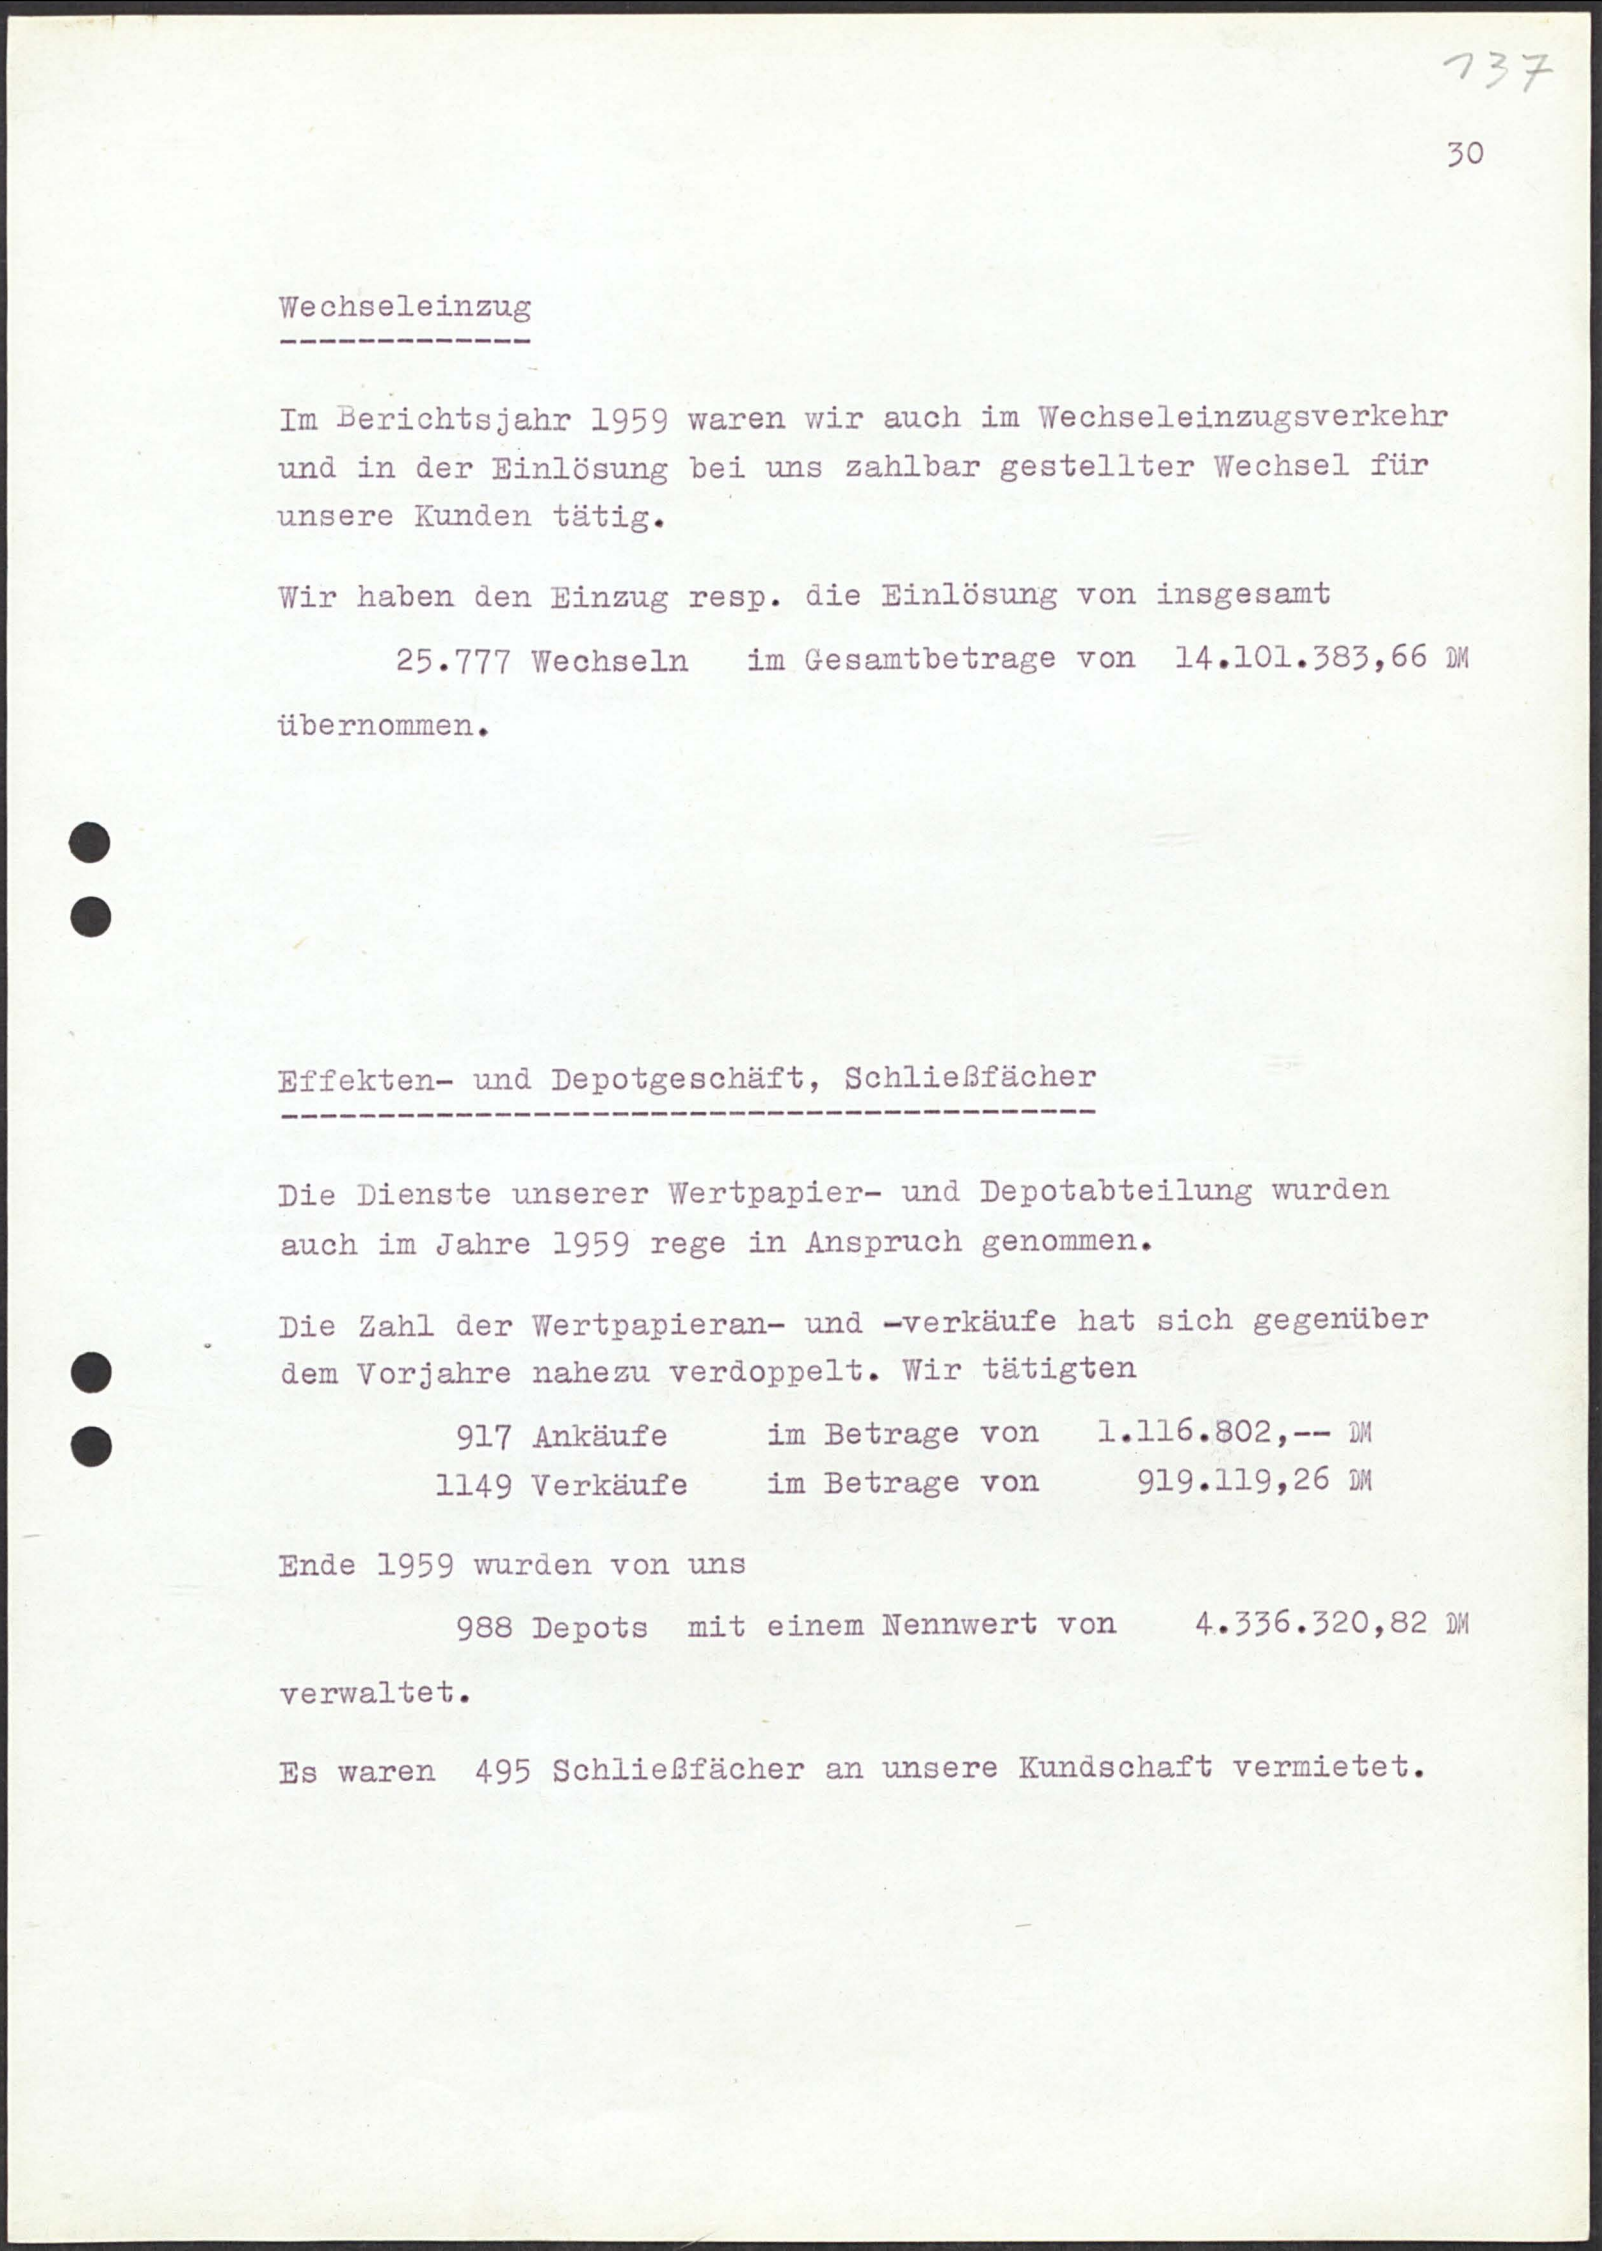 137
30
Wechseleinzug
-------------
Im Berichtsjahr 1959 waren wir auch im Wechseleinzugsverkehr
und in der Einlösung bei uns zahlbar gestellter Wechsel für
unsere Kunden tätig.
Wir haben den Einzug resp. die Einlösung von insgesamt
25.777 Wechseln im Gesamtbetrage von 14.101.383,66 DM
übernommen.
Effekten- und Depotgeschäft, Schließfächer
------------------------------------------
Die Dienste unserer Wertpapier- und Depotabteilung wurden
auch im Jahre 1959 rege in Anspruch genommen.
Die Zahl der Wertpapieran- und -verkäufe hat sich gegenüber
dem Vorjahre nahezu verdoppelt. Wir tätigten
917 Ankäufe im Betrage von 1.116.802,-- DM
1149 Verkäufe im Betrage von 919.119,26 DM
Ende 1959 wurden von uns
988 Depots mit einem Nennwert von 4.336.320,82 DM
verwaltet.
Es waren 495 Schließfächer an unsere Kundschaft vermietet.